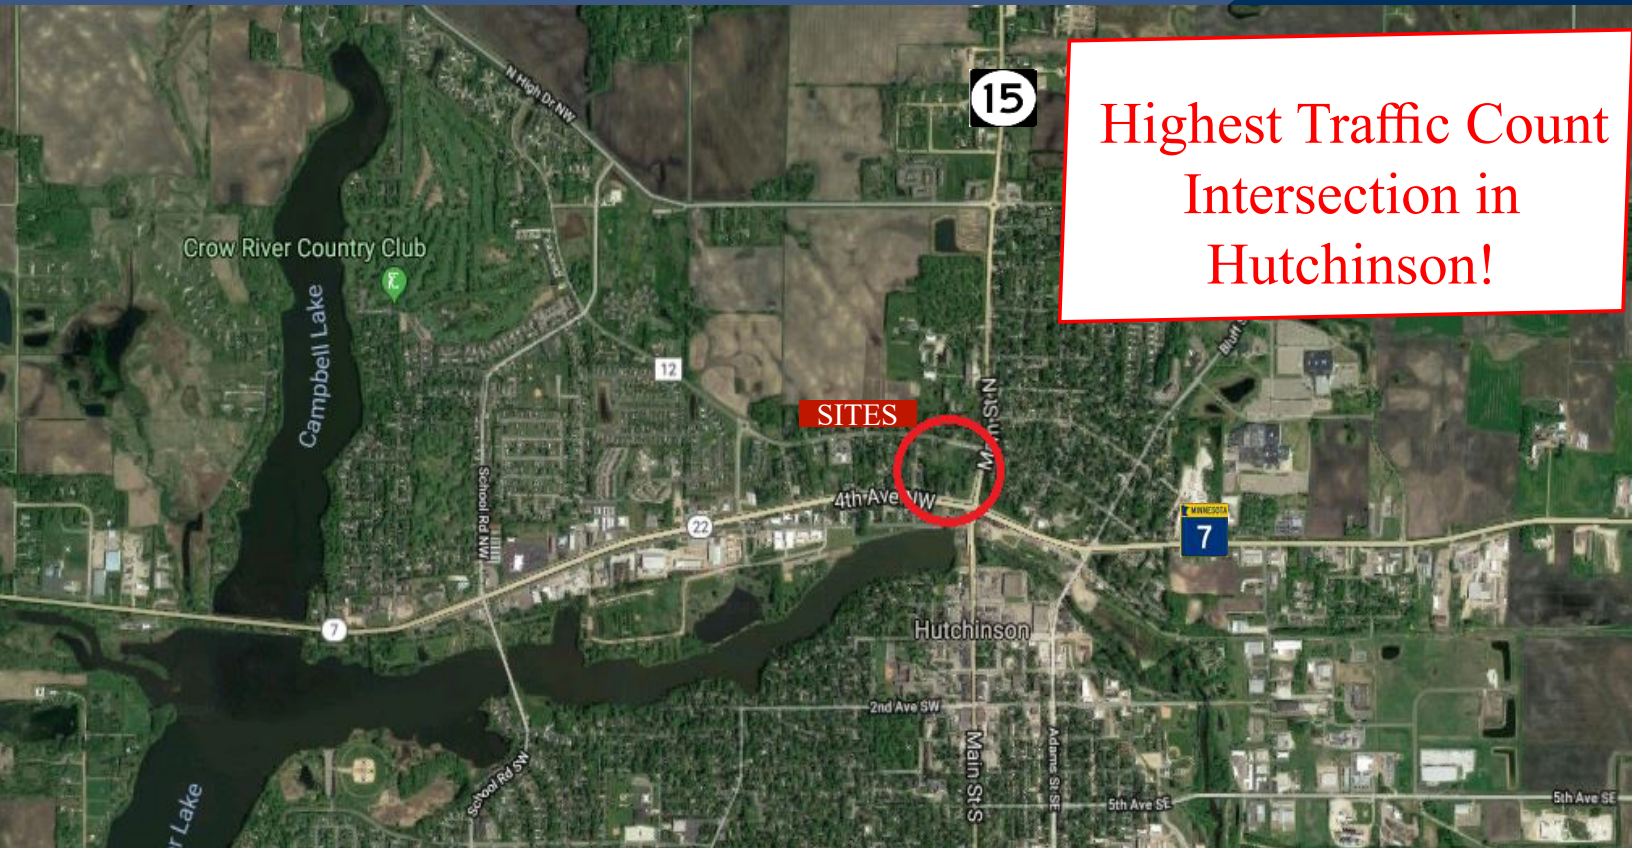 N High Dr NW
15
Highest Traffic Count
Intersection in
Hutchinson!
Crow River Country Club
Campbell Lake
12
SITES
Main St N
School Rd NW
4th Ave NW
22
MINNESOTA
7
7
Hutchinson
2nd Ave SW
Main St S
Adams St SE
School Rd SW
5th Ave SE
5th Ave SE
r Lake
Bluff S